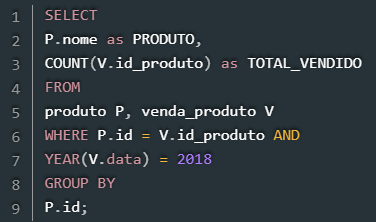 1 SELECT
2 P.nome as PRODUTO,
3 COUNT(V.id_produto) as TOTAL_VENDIDO
4 FROM
5 produto P, venda_produto V
6 WHERE P.id = V.id_produto AND
7 YEAR(V.data) = 2018
8 GROUP BY
9 P.id;